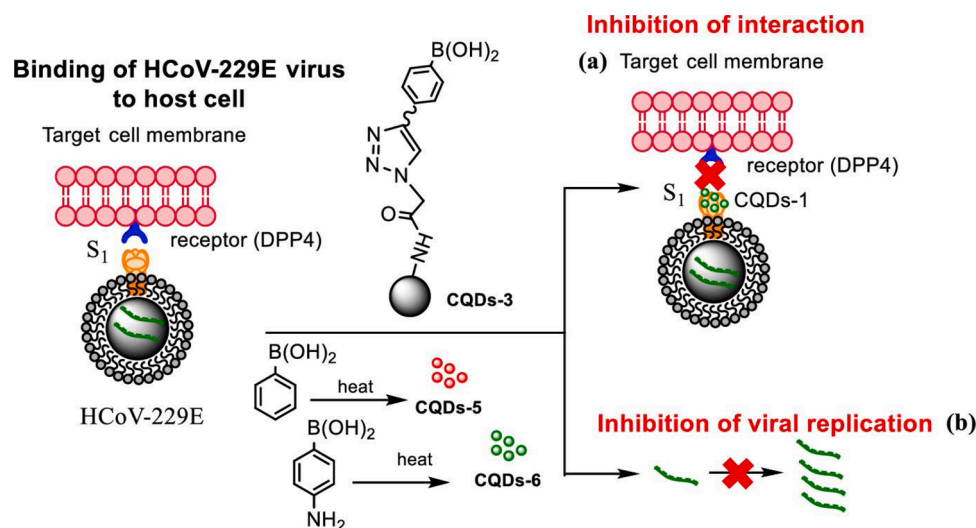 Binding of HCoV-229E virus
to host cell
Target cell membrane
receptor (DPP4)
S1
HCoV-229E
B(OH)2
N
N
N
O
HN
CQDs-3
B(OH)2
heat
CQDs-5
B(OH)2
NH2
heat
CQDs-6
Inhibition of interaction
(a) Target cell membrane
receptor (DPP4)
S1
CQDs-1
Inhibition of viral replication (b)